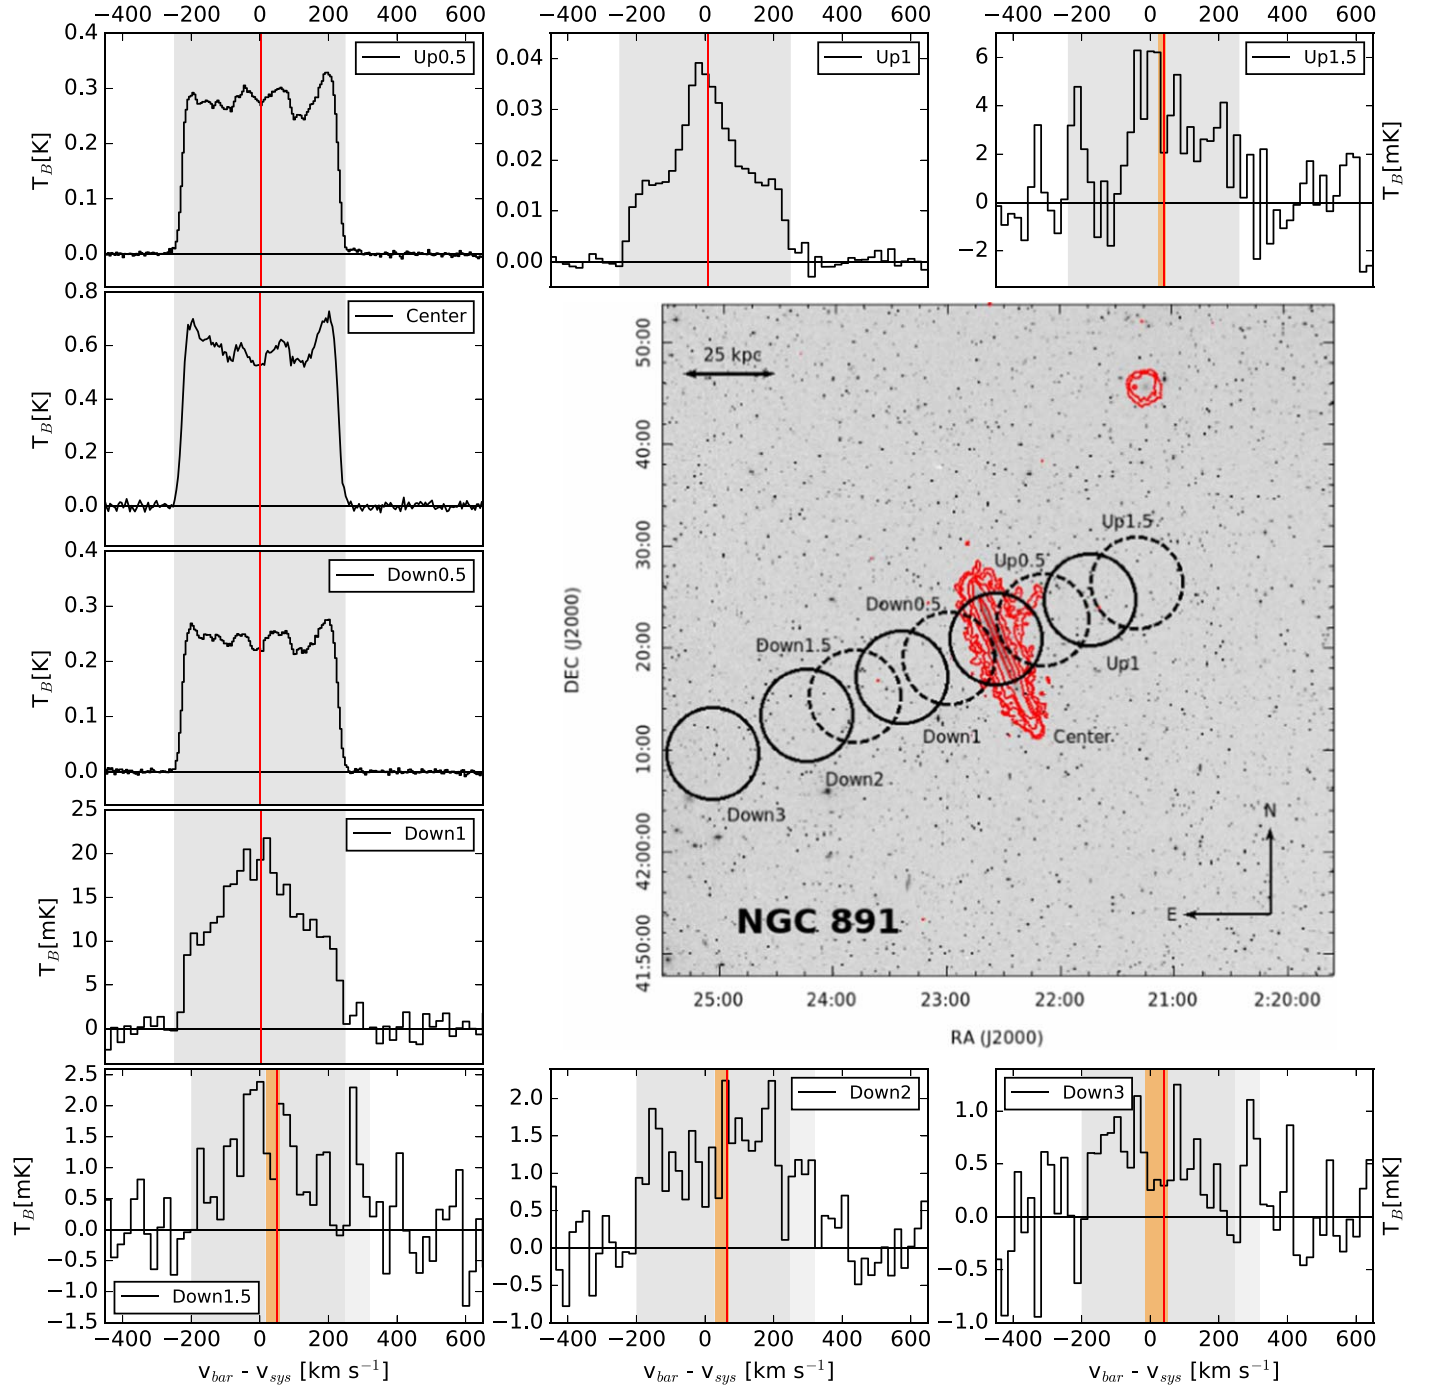 −400 −200 0 200 400 600
−400 −200 0 200 400 600
−400 −200 0 200 400 600
0.4
0.3
0.2
0.1
0.0
T_B[K]
Up0.5
0.04
0.03
0.02
0.01
0.00
Up1
6
4
2
0
−2
T_B[mK]
Up1.5
0.8
0.6
0.4
0.2
0.0
T_B[K]
Center
0.4
0.3
0.2
0.1
0.0
T_B[K]
Down0.5
25
20
15
10
5
0
T_B[mK]
Down1
50:00
40:00
30:00
20:00
10:00
42:00:00
41:50:00
DEC (J2000)
25 kpc
Up1.5
Up0.5
Down0.5
Down1.5
Up1
Down1
Center
Down2
Down3
N
E
NGC 891
25:00 24:00 23:00 22:00 21:00 2:20:00
RA (J2000)
2.5
2.0
1.5
1.0
0.5
0.0
−0.5
−1.0
−1.5
T_B[mK]
Down1.5
2.0
1.5
1.0
0.5
0.0
−0.5
−1.0
Down2
1.0
0.5
0.0
−0.5
−1.0
T_B[mK]
Down3
−400 −200 0 200 400 600
−400 −200 0 200 400 600
−400 −200 0 200 400 600
v_bar - v_sys [km s⁻¹]
v_bar - v_sys [km s⁻¹]
v_bar - v_sys [km s⁻¹]